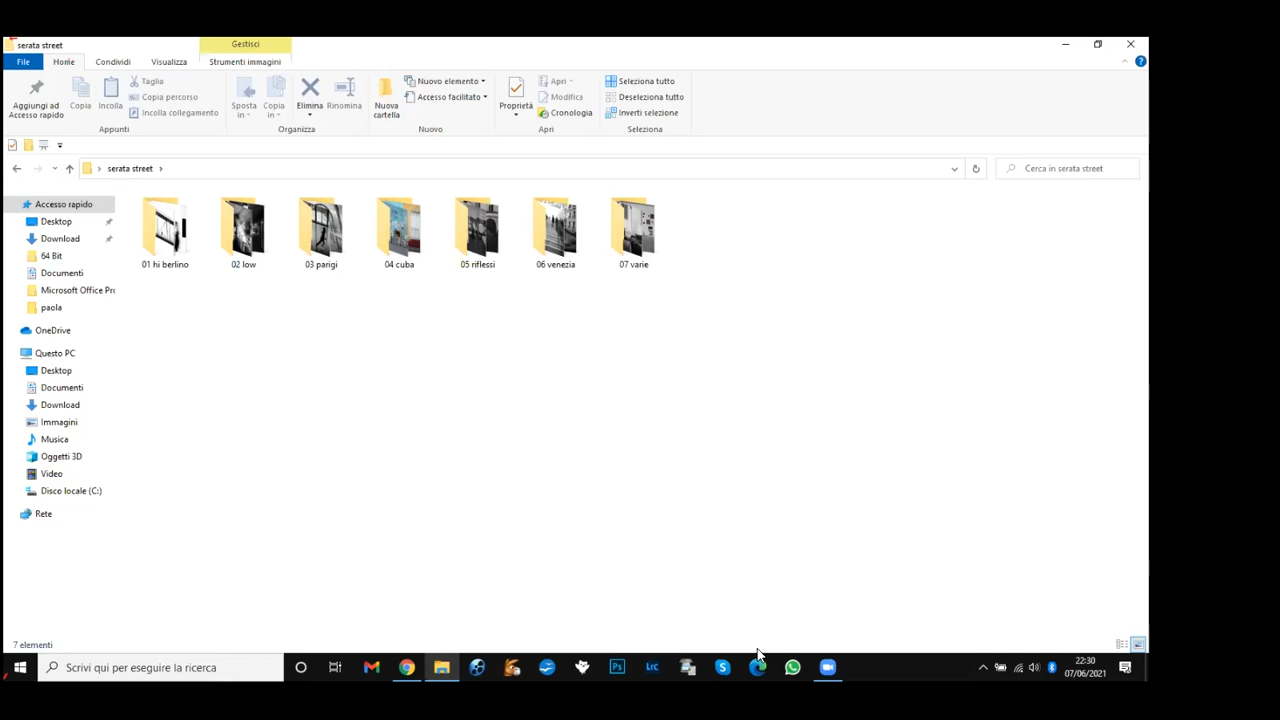 serata street
Gestisci
File Home Condividi Visualizza Strumenti immagini
Aggiungi ad Accesso rapido
Copia
Incolla
Taglia
Copia percorso
Incolla collegamento
Appunti
Sposta in
Copia in
Elimina
Rinomina
Organizza
Nuova cartella
Nuovo elemento
Accesso facilitato
Nuovo
Proprietà
Apri
Modifica
Cronologia
Apri
Seleziona tutto
Deseleziona tutto
Inverti selezione
Seleziona
serata street
Cerca in serata street
Accesso rapido
Desktop
Download
64 Bit
Documenti
Microsoft Office Pro
paola
OneDrive
Questo PC
Desktop
Documenti
Download
Immagini
Musica
Oggetti 3D
Video
Disco locale (C:)
Rete
01 hi berlino
02 low
03 parigi
04 cuba
05 riflessi
06 venezia
07 varie
7 elementi
Scrivi qui per eseguire la ricerca
Ps
LrC
22:30
07/06/2021